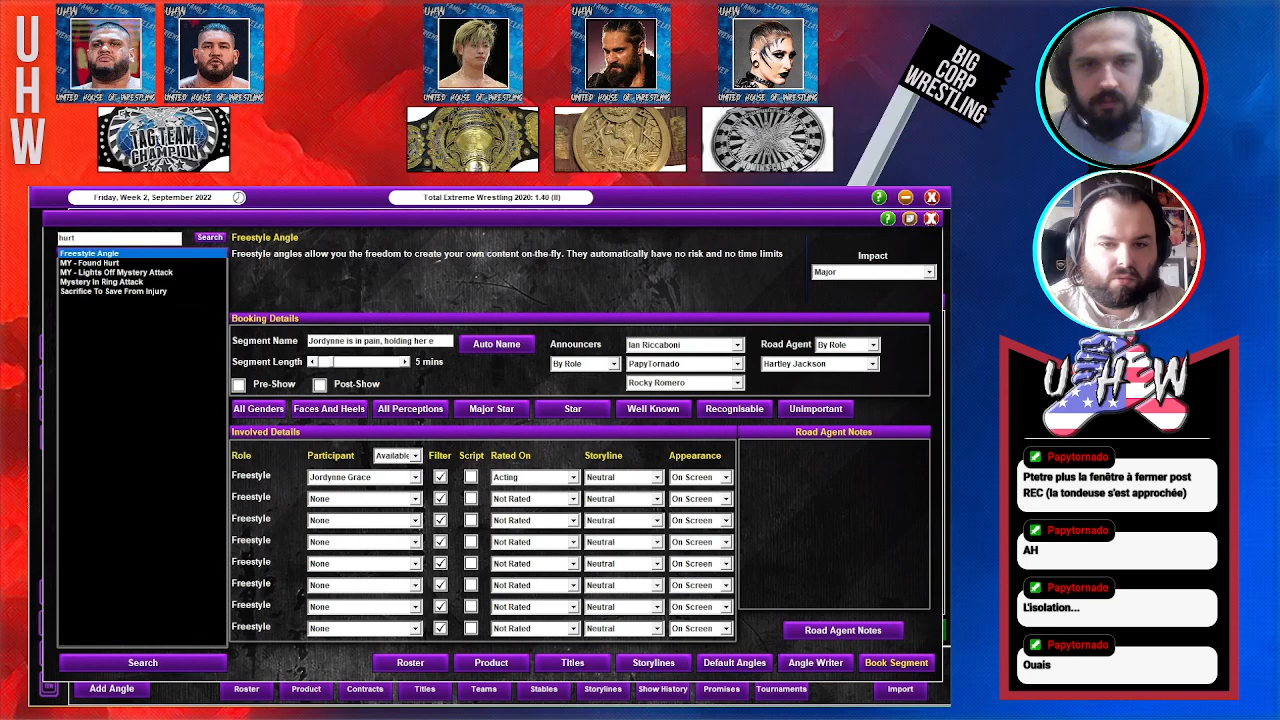 UHW
UHW
UHW
UHW
UNITED HOUSE OF WRESTLING
UNITED HOUSE OF WRESTLING
UNITED HOUSE OF WRESTLING
UNITED HOUSE OF WRESTLING
TAG TEAM
CHAMPION
BIG
CORP
WRESTLING
Friday, Week 2, September 2022
Total Extreme Wrestling 2020: 1.40 (II)
hurt
Search
Freestyle Angle
MY - Found Hurt
MY - Lights Off Mystery Attack
Mystery In Ring Attack
Sacrifice To Save From Injury
Search
Freestyle Angle
Freestyle angles allow you the freedom to create your own content on-the-fly. They automatically have no risk and no time limits
Impact
Major
Booking Details
Segment Name Jordynne is in pain, holding her e Auto Name
Segment Length 5 mins
Pre-Show Post-Show
Announcers Ian Riccaboni
By Role PapyTornado
Rocky Romero
Road Agent By Role
Hartley Jackson
All Genders Faces And Heels All Perceptions Major Star Star Well Known Recognisable Unimportant
Involved Details
Road Agent Notes
Role Participant Available Filter Script Rated On Storyline Appearance
Freestyle Jordynne Grace Acting Neutral On Screen
Freestyle None Not Rated Neutral On Screen
Freestyle None Not Rated Neutral On Screen
Freestyle None Not Rated Neutral On Screen
Freestyle None Not Rated Neutral On Screen
Freestyle None Not Rated Neutral On Screen
Freestyle None Not Rated Neutral On Screen
Freestyle None Not Rated Neutral On Screen
Road Agent Notes
Roster Product Titles Storylines Default Angles Angle Writer Book Segment
Add Angle Roster Product Contracts Titles Teams Stables Storylines Show History Promises Tournaments Import
UHW
Papytornado
Ptetre plus la fenêtre à fermer post
REC (la tondeuse s'est approchée)
Papytornado
AH
Papytornado
L'isolation...
Papytornado
Ouais